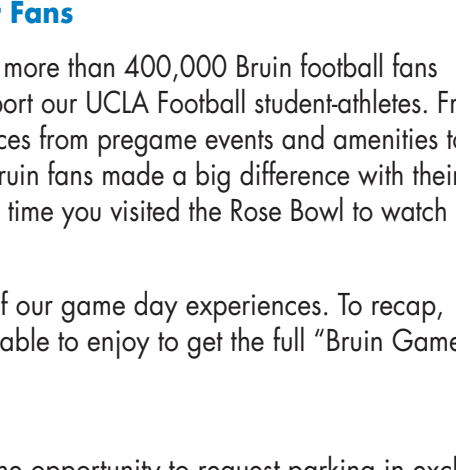 Fans
more than 400,000 Bruin football fans
port our UCLA Football student-athletes. Fr
ces from pregame events and amenities to
ruin fans made a big difference with their
time you visited the Rose Bowl to watch
f our game day experiences. To recap,
able to enjoy to get the full “Bruin Game
he opportunity to request parking in excl